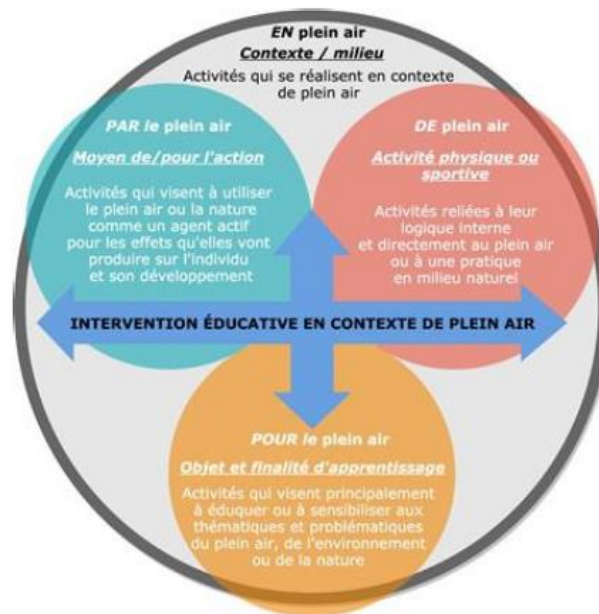 EN plein air
Contexte / milieu
Activités qui se réalisent en contexte
de plein air
PAR le plein air
Moyen de/pour l'action
Activités qui visent à utiliser
le plein air ou la nature
comme un agent actif
pour les effets qu'elles vont
produire sur l'individu
et son développement
DE plein air
Activité physique ou
sportive
Activités reliées à leur
logique interne
et directement au plein air
ou à une pratique
en milieu naturel
INTERVENTION ÉDUCATIVE EN CONTEXTE DE PLEIN AIR
POUR le plein air
Objet et finalité d'apprentissage
Activités qui visent principalement
à éduquer ou à sensibiliser aux
thématiques et problématiques
du plein air, de l'environnement
ou de la nature